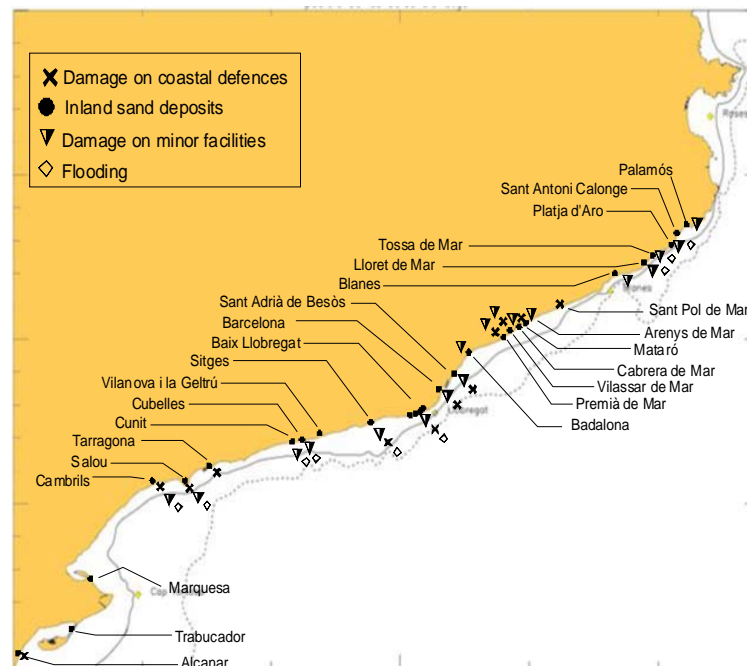 Damage on coastal defences
Inland sand deposits
Damage on minor facilities
Flooding
Roses
Palamós
Sant Antoni Calonge
Platja d'Aro
Tossa de Mar
Lloret de Mar
Blanes
Sant Adrià de Besòs
Barcelona
Baix Llobregat
Sitges
Vilanova i la Geltrú
Cubelles
Cunit
Tarragona
Salou
Cambrils
Sant Pol de Mar
Arenys de Mar
Mataró
Cabrera de Mar
Vilassar de Mar
Premià de Mar
Badalona
Llobregat
Marquesa
Cap
Trabucador
Alcanar